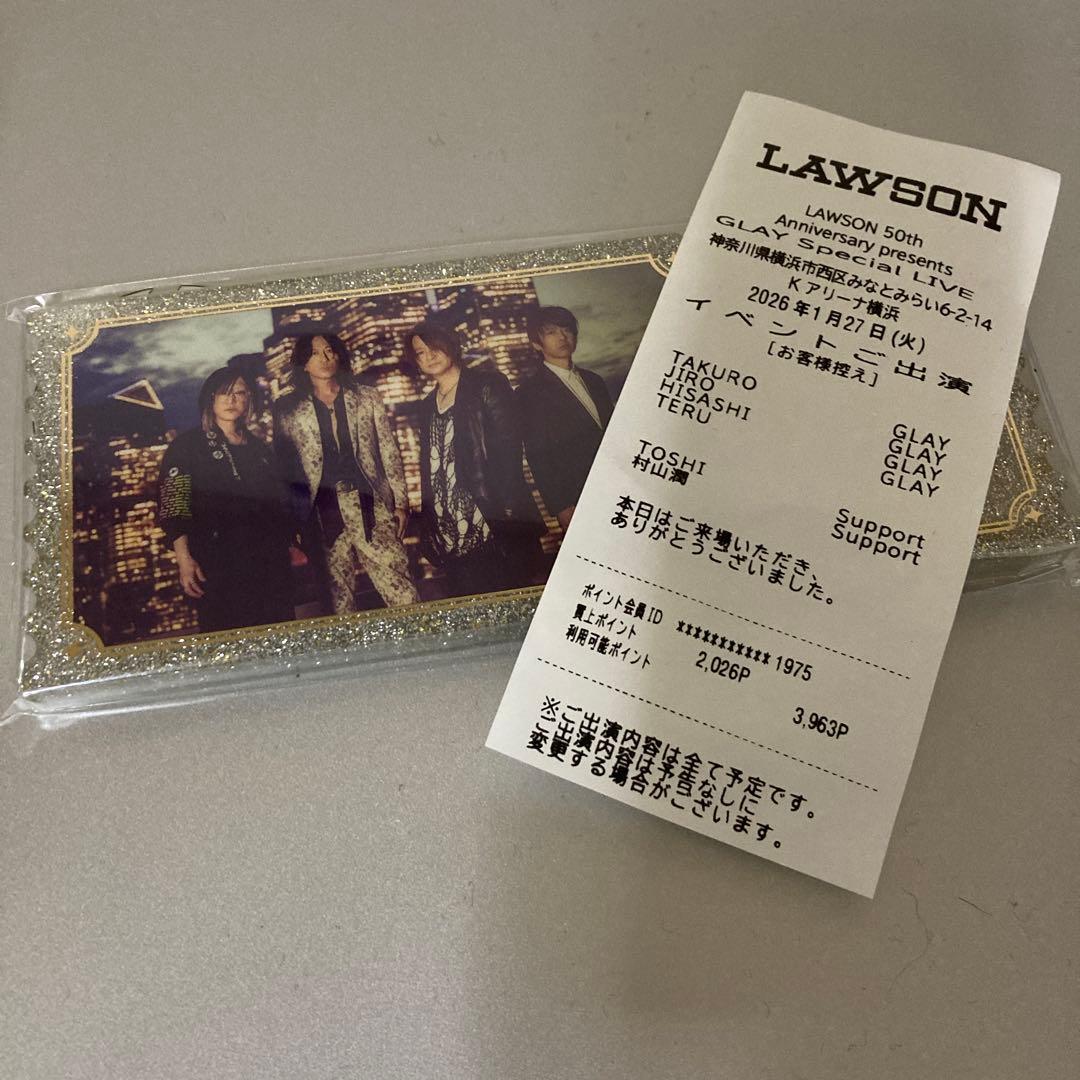 LAWSON
LAWSON 50th
Anniversary presents
GLAY Special LIVE
神奈川県横浜市西区みなとみらい6-2-14
Kアリーナ横浜
2026年1月27日(火)
イベントご出演
[お客様控え]
TAKURO GLAY
JIRO GLAY
HISASHI GLAY
TERU GLAY
TOSHI Support
村山潤 Support
本日はご来場いただき、
ありがとうございました。
ポイント会員ID ***********1975
買上ポイント 2,026P
利用可能ポイント 3,963P
※ご出演内容は全て予定です。
ご出演内容は予告なしに
変更する場合がございます。